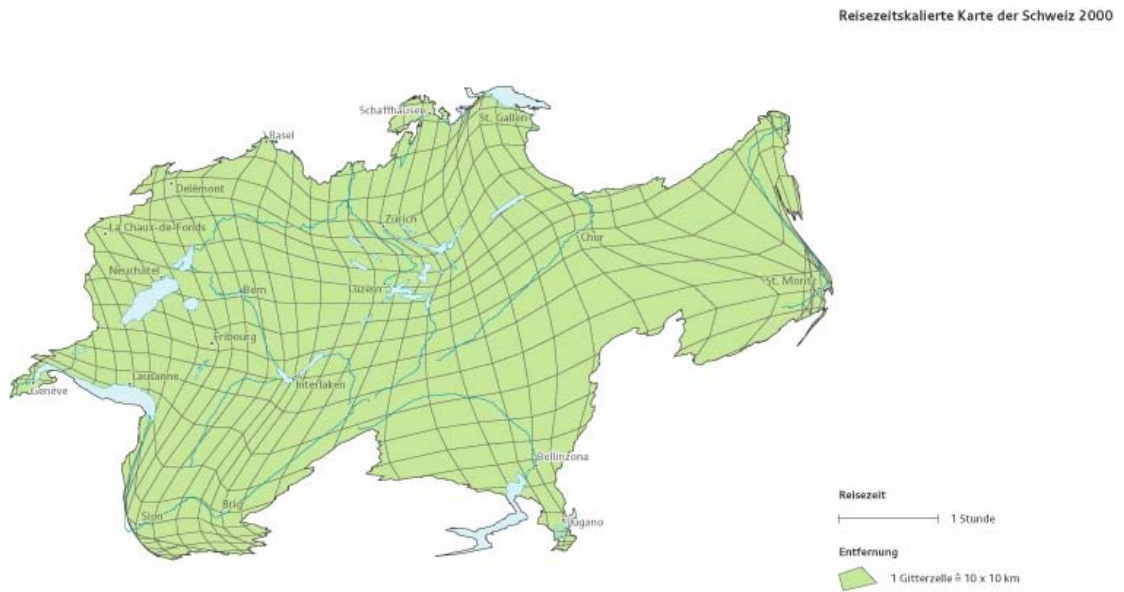 Reisezeitskalierte Karte der Schweiz 2000
Schaffhausen
St. Gallen
Basel
Delémont
La Chaux-de-Fonds
Zürich
Chur
Neuchâtel
St. Moritz
Bern
Luzern
Fribourg
Lausanne
Interlaken
Genève
Bellinzona
Reisezeit
Brig
Sion
Lugano
1 Stunde
Entfernung
1 Gitterzelle ≙ 10 x 10 km